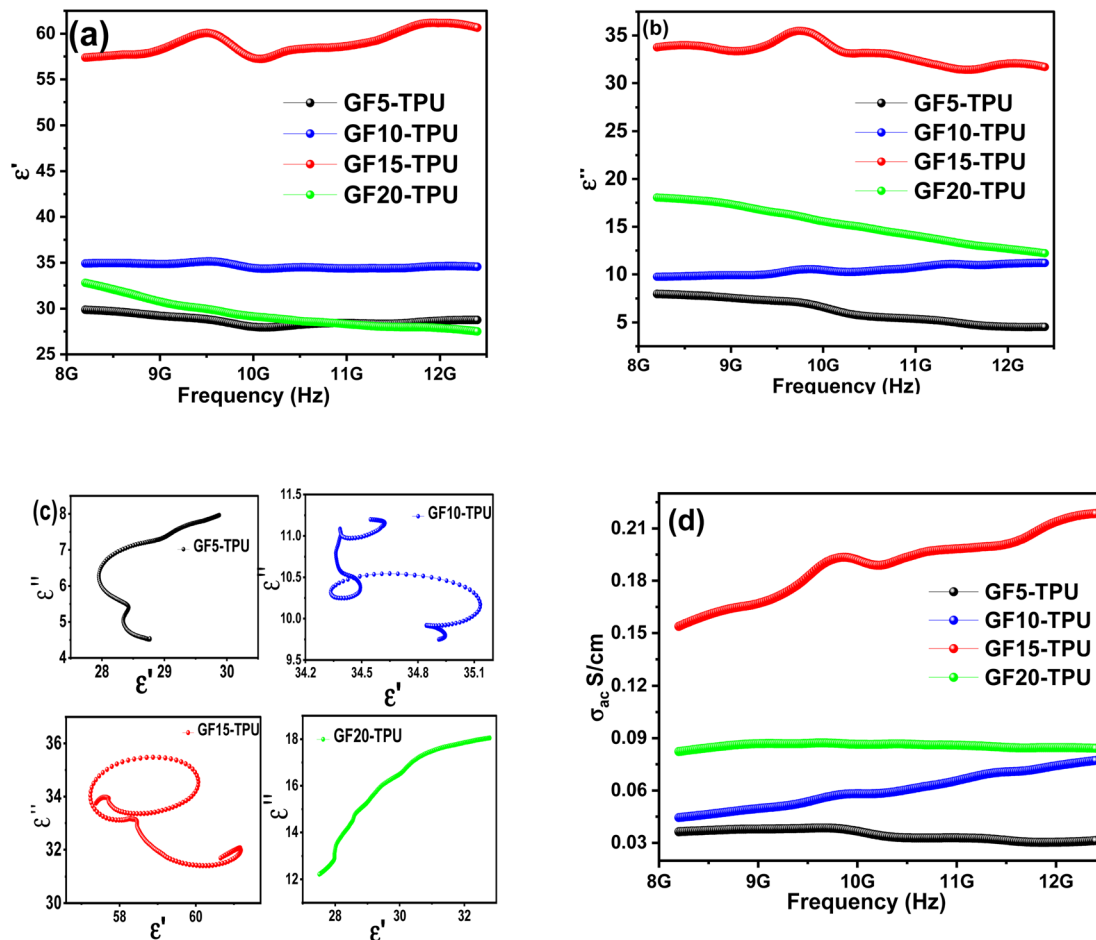 (a)
60
55
50
45
40
35
30
25
ε'
GF5-TPU
GF10-TPU
GF15-TPU
GF20-TPU
8G 9G 10G 11G 12G
Frequency (Hz)
(b)
35
30
25
20
15
10
5
ε''
GF5-TPU
GF10-TPU
GF15-TPU
GF20-TPU
8G 9G 10G 11G 12G
Frequency (Hz)
(c)
8
7
6
5
4
ε''
GF5-TPU
28 29 30
ε'
11.5
11.0
10.5
10.0
9.5
ε''
GF10-TPU
34.2 34.5 34.8 35.1
ε'
36
34
32
30
ε''
GF15-TPU
58 60
ε'
18
16
14
12
ε''
GF20-TPU
28 30 32
ε'
(d)
0.21
0.18
0.15
0.12
0.09
0.06
0.03
σac S/cm
GF5-TPU
GF10-TPU
GF15-TPU
GF20-TPU
8G 9G 10G 11G 12G
Frequency (Hz)